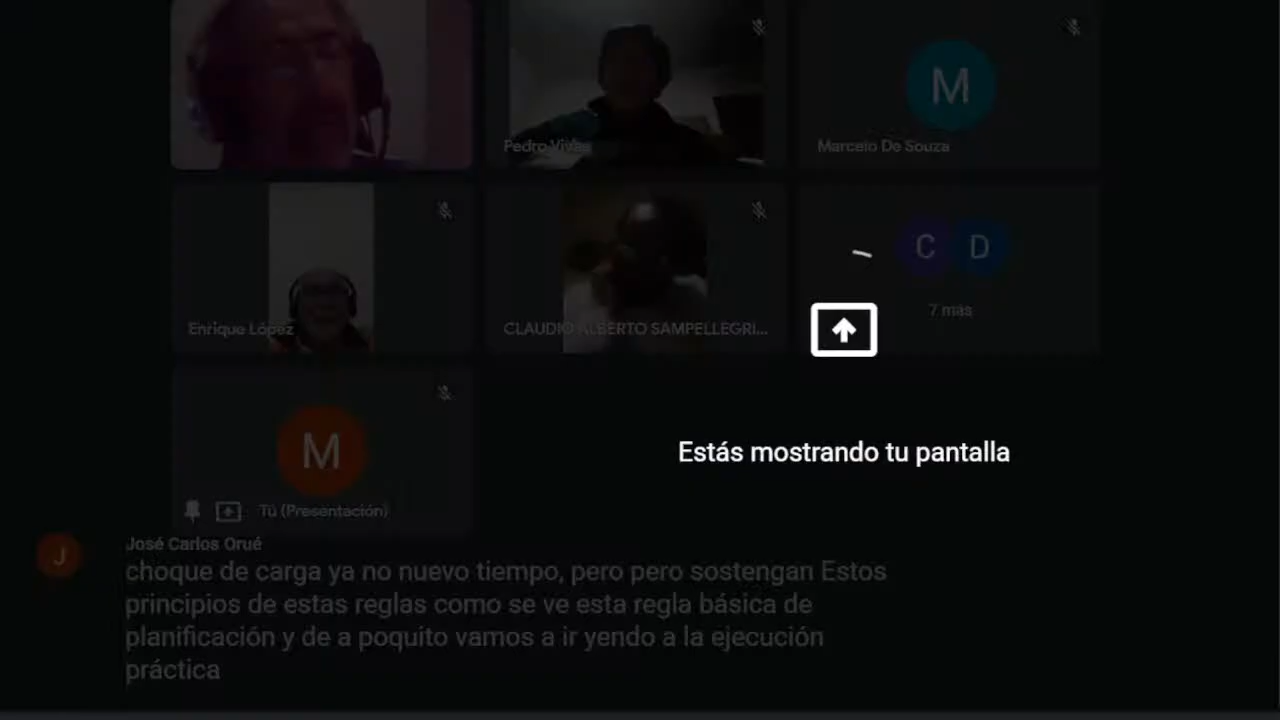 M
Pedro Vivas
Marcelo De Souza
Enrique López
CLAUDIO ALBERTO SAMPELLEGRI...
C D
7 más
Estás mostrando tu pantalla
M
Tú (Presentación)
J
José Carlos Orué
choque de carga ya no nuevo tiempo, pero pero sostengan Estos
principios de estas reglas como se ve esta regla básica de
planificación y de a poquito vamos a ir yendo a la ejecución
práctica